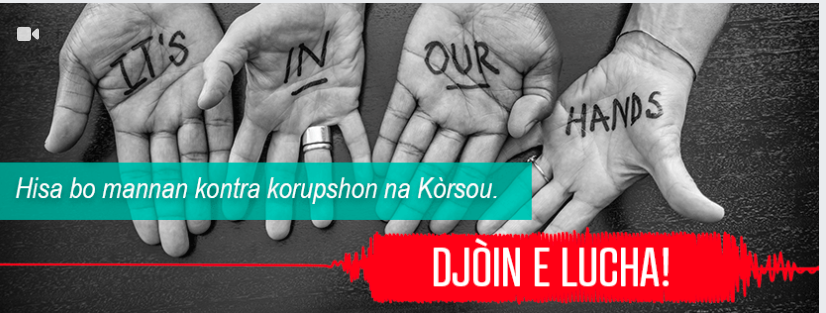 IT'S
IN
OUR
HANDS
Hisa bo mannan kontra korupshon na Kòrsou.
DJÒIN E LUCHA!